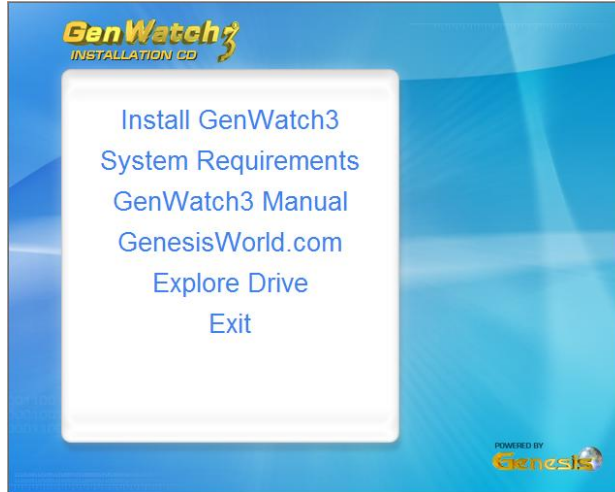 GenWatch3
INSTALLATION CD
Install GenWatch3
System Requirements
GenWatch3 Manual
GenesisWorld.com
Explore Drive
Exit
POWERED BY
Genesis